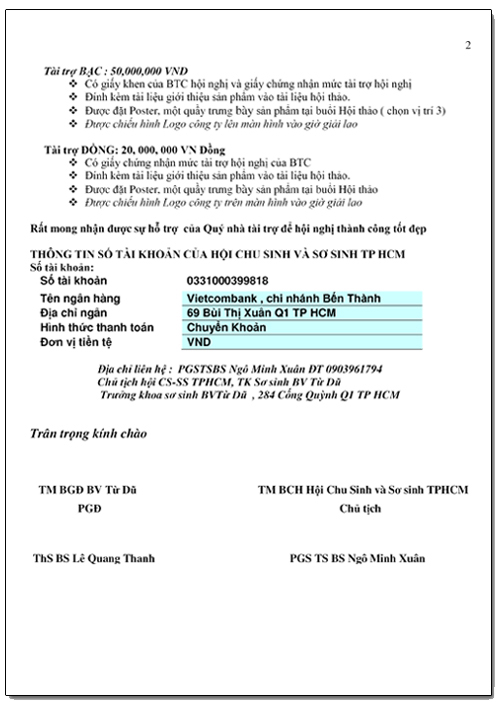 2
Tài trợ BẠC : 50,000,000 VND
❖ Có giấy khen của BTC hội nghị và giấy chứng nhận mức tài trợ hội nghị
❖ Đính kèm tài liệu giới thiệu sản phẩm vào tài liệu hội thảo.
❖ Được đặt Poster, một quầy trưng bày sản phẩm tại buổi Hội thảo ( chọn vị trí 3)
❖ Được chiếu hình Logo công ty lên màn hình vào giờ giải lao
Tài trợ ĐỒNG: 20, 000, 000 VN Đồng
❖ Có giấy chứng nhận mức tài trợ hội nghị của BTC
❖ Đính kèm tài liệu giới thiệu sản phẩm vào tài liệu hội thảo.
❖ Được đặt Poster, một quầy trưng bày sản phẩm tại buổi Hội thảo
❖ Được chiếu hình Logo công ty trên màn hình vào giờ giải lao
Rất mong nhận được sự hỗ trợ của Quý nhà tài trợ để hội nghị thành công tốt đẹp
THÔNG TIN SỐ TÀI KHOẢN CỦA HỘI CHU SINH VÀ SƠ SINH TP HCM
Số tài khoản:
Số tài khoản 0331000399818
Tên ngân hàng Vietcombank , chi nhánh Bến Thành
Địa chỉ ngân 69 Bùi Thị Xuân Q1 TP HCM
Hình thức thanh toán Chuyển Khoản
Đơn vị tiền tệ VND
Địa chỉ liên hệ : PGSTSBS Ngô Minh Xuân ĐT 0903961794
Chủ tịch hội CS-SS TPHCM, TK Sơ sinh BV Từ Dũ
Trưởng khoa sơ sinh BVTừ Dũ , 284 Cống Quỳnh Q1 TP HCM
Trân trọng kính chào
TM BGĐ BV Từ Dũ TM BCH Hội Chu Sinh và Sơ sinh TPHCM
PGĐ Chủ tịch
ThS BS Lê Quang Thanh PGS TS BS Ngô Minh Xuân